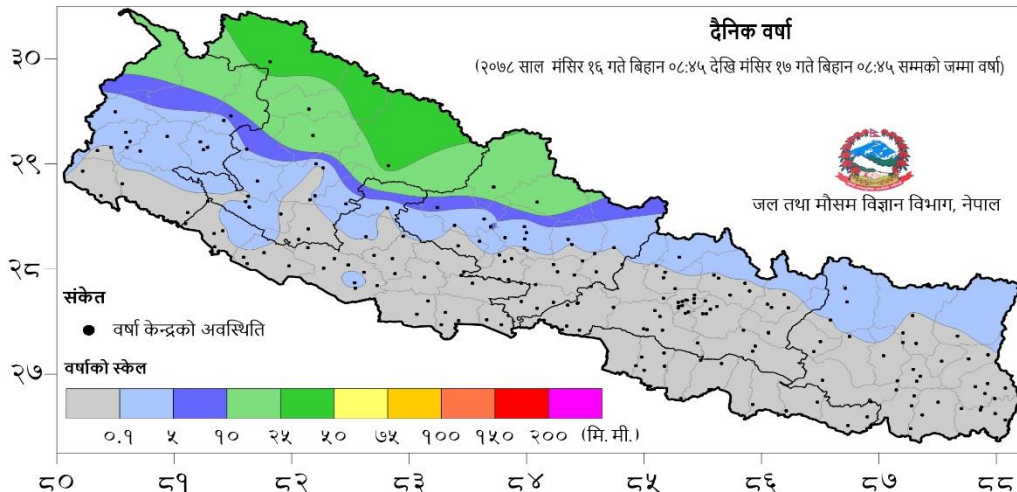 दैनिक वर्षा
(२०७८ साल मंसिर १६ गते बिहान ०८:४५ देखि मंसिर १७ गते बिहान ०८:४५ सम्मको जम्मा वर्षा)
जल तथा मौसम विज्ञान विभाग, नेपाल
३०
२९
२८
२७
संकेत
वर्षा केन्द्रको अवस्थिति
वर्षाको स्केल
०.१ ५ १० २५ ५० ७५ १०० १५० २०० (मि. मी.)
८० ८१ ८२ ८३ ८४ ८५ ८६ ८७ ८८